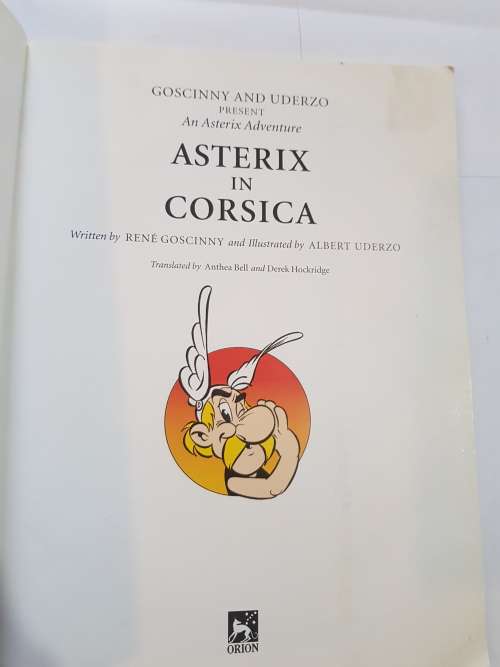 GOSCINNY AND UDERZO
PRESENT
An Asterix Adventure
ASTERIX
IN
CORSICA
Written by RENÉ GOSCINNY and Illustrated by ALBERT UDERZO
Translated by Anthea Bell and Derek Hockridge
ORION